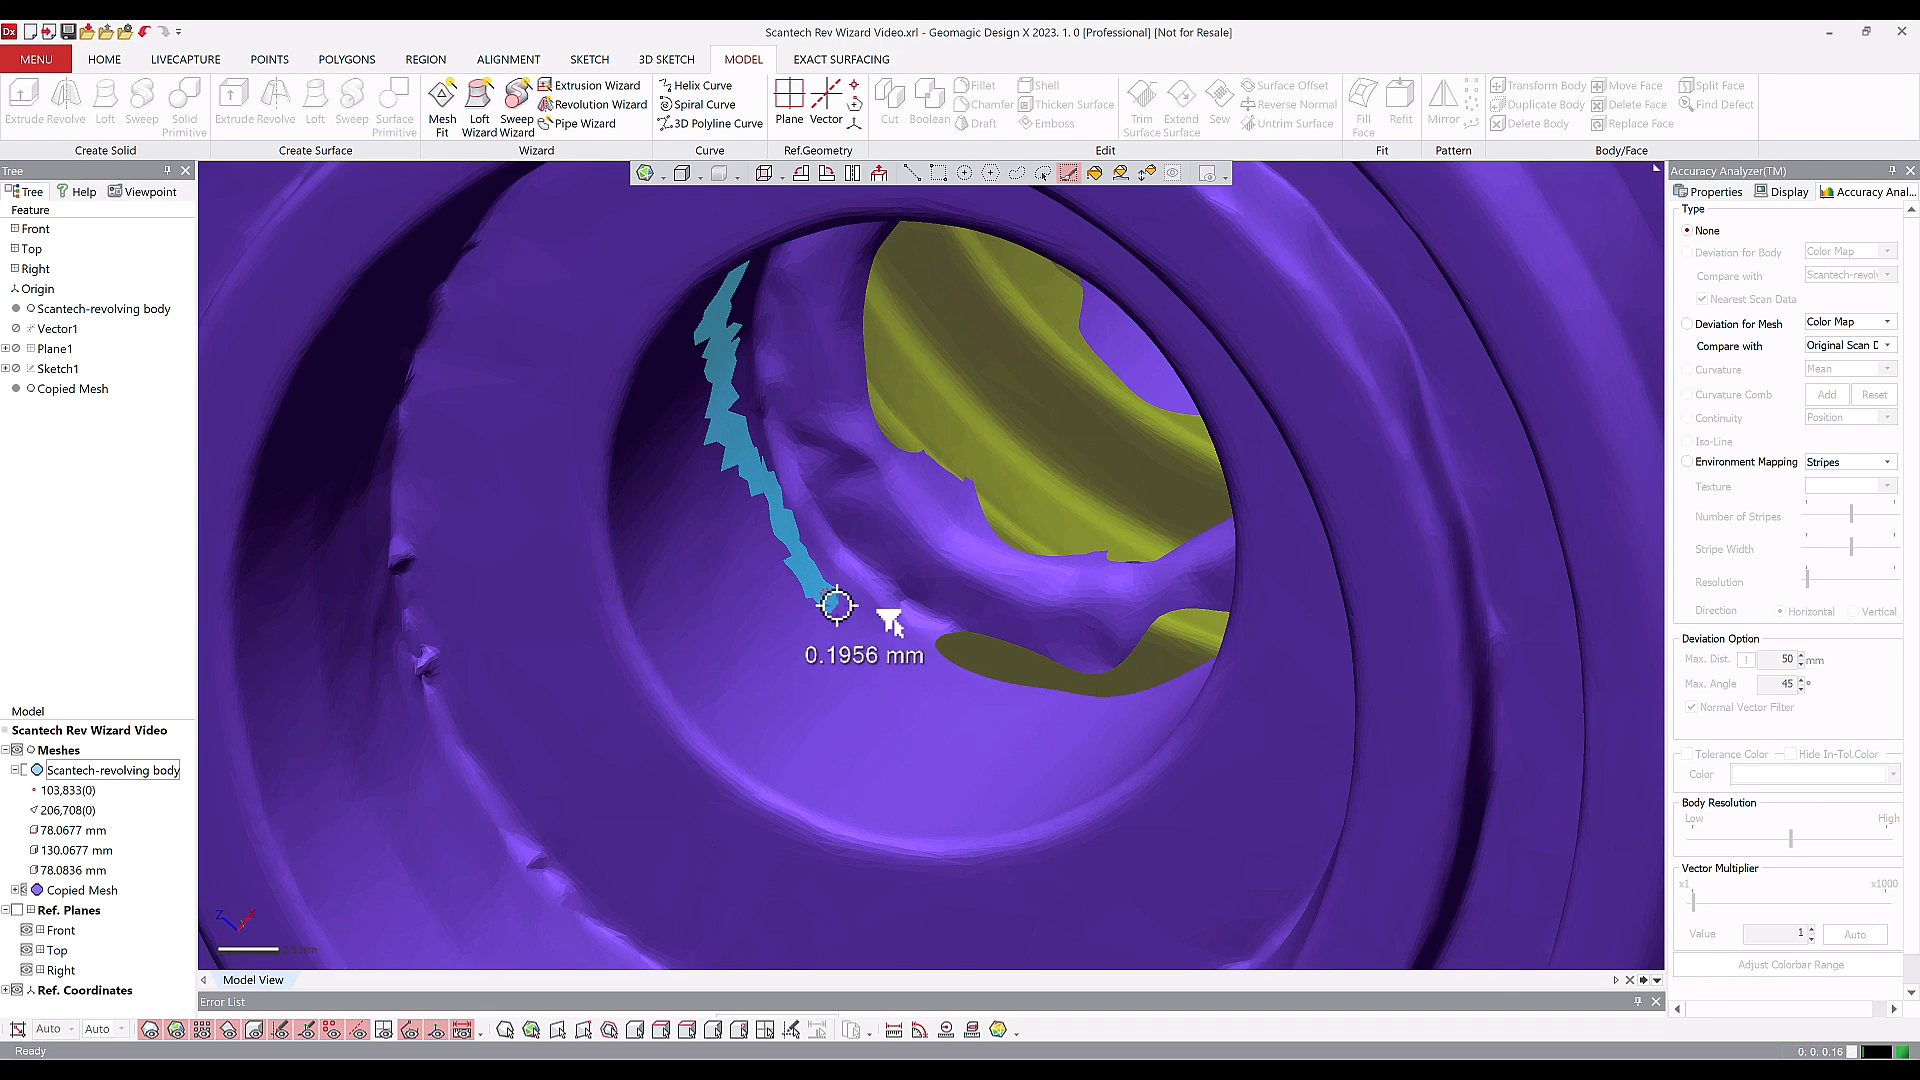 Scantech Rev Wizard Video.xrl - Geomagic Design X 2023. 1. 0 [Professional] [Not for Resale]
MENU HOME LIVECAPTURE POINTS POLYGONS REGION ALIGNMENT SKETCH 3D SKETCH MODEL EXACT SURFACING
Extrude Revolve Loft Sweep Solid Primitive
Create Solid
Extrude Revolve Loft Sweep Surface Primitive
Create Surface
Mesh Fit Loft Wizard Sweep Wizard
Extrusion Wizard
Revolution Wizard
Pipe Wizard
Wizard
Helix Curve
Spiral Curve
3D Polyline Curve
Curve
Plane Vector
Ref.Geometry
Cut Boolean
Fillet
Chamfer
Draft
Shell
Thicken Surface
Emboss
Trim Surface Extend Surface Sew
Surface Offset
Reverse Normal
Untrim Surface
Edit
Fill Face Refit
Fit
Mirror
Pattern
Transform Body
Duplicate Body
Delete Body
Move Face
Delete Face
Replace Face
Split Face
Find Defect
Body/Face
Tree
Tree Help Viewpoint
Feature
Front
Top
Right
Origin
Scantech-revolving body
Vector1
Plane1
Sketch1
Copied Mesh
Model
Scantech Rev Wizard Video
Meshes
Scantech-revolving body
103,833(0)
206,708(0)
78.0677 mm
130.0677 mm
78.0836 mm
Copied Mesh
Ref. Planes
Front
Top
Right
Ref. Coordinates
0.1956 mm
Z X
Model View
Error List
Accuracy Analyzer(TM)
Properties Display Accuracy Anal...
Type
None
Deviation for Body Color Map
Compare with Scantech-revol
Nearest Scan Data
Deviation for Mesh Color Map
Compare with Original Scan D
Curvature Mean
Curvature Comb Add Reset
Continuity Position
Iso-Line
Environment Mapping Stripes
Texture
Number of Stripes
Stripe Width
Resolution
Direction Horizontal Vertical
Deviation Option
Max. Dist. ! 50 mm
Max. Angle 45 °
Normal Vector Filter
Tolerance Color Hide In-Tol.Color
Color
Body Resolution
Low High
Vector Multiplier
x1 x1000
Value 1 Auto
Adjust Colorbar Range
Auto Auto
Ready
0: 0: 0.16